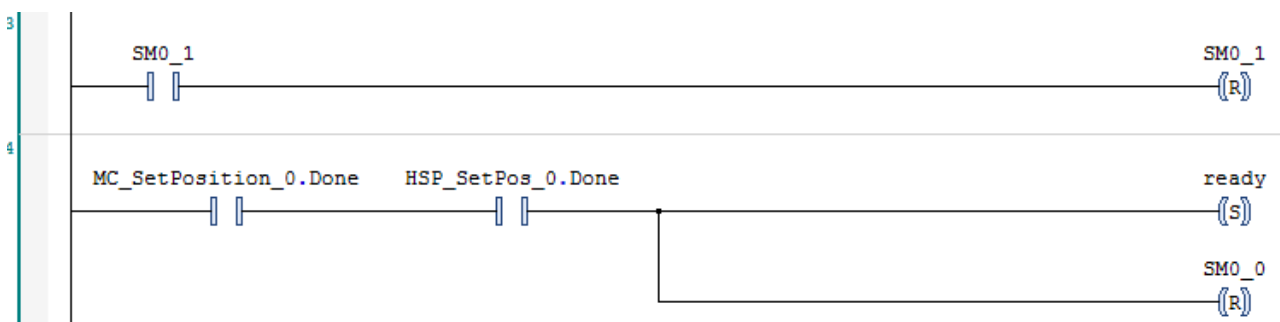 3
SM0_1 SM0_1
R
4
MC_SetPosition_0.Done HSP_SetPos_0.Done ready
S
SM0_0
R